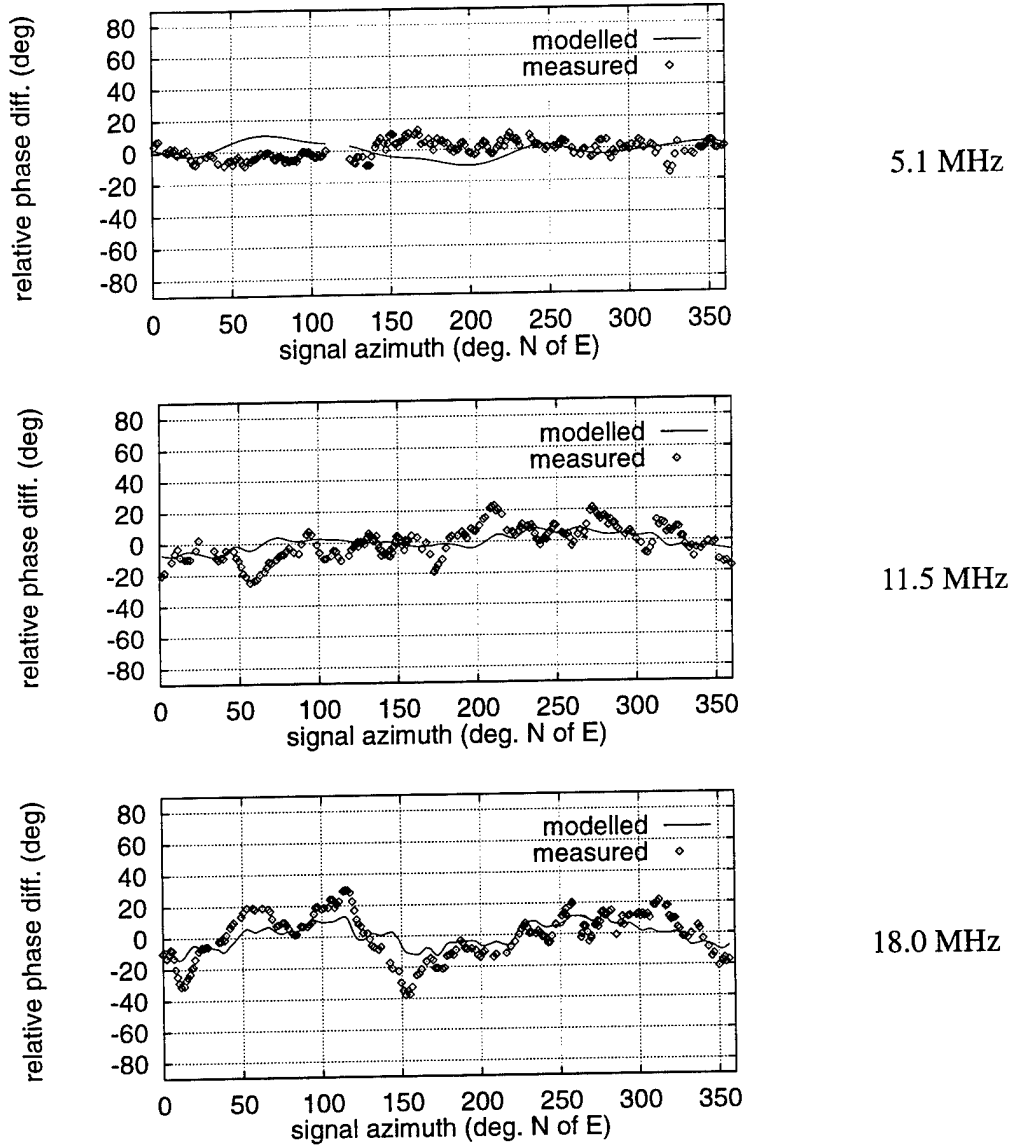 relative phase diff. (deg)
80
60
40
20
0
-20
-40
-60
-80
modelled
measured
0 50 100 150 200 250 300 350
signal azimuth (deg. N of E)
5.1 MHz
relative phase diff. (deg)
80
60
40
20
0
-20
-40
-60
-80
modelled
measured
0 50 100 150 200 250 300 350
signal azimuth (deg. N of E)
11.5 MHz
relative phase diff. (deg)
80
60
40
20
0
-20
-40
-60
-80
modelled
measured
0 50 100 150 200 250 300 350
signal azimuth (deg. N of E)
18.0 MHz